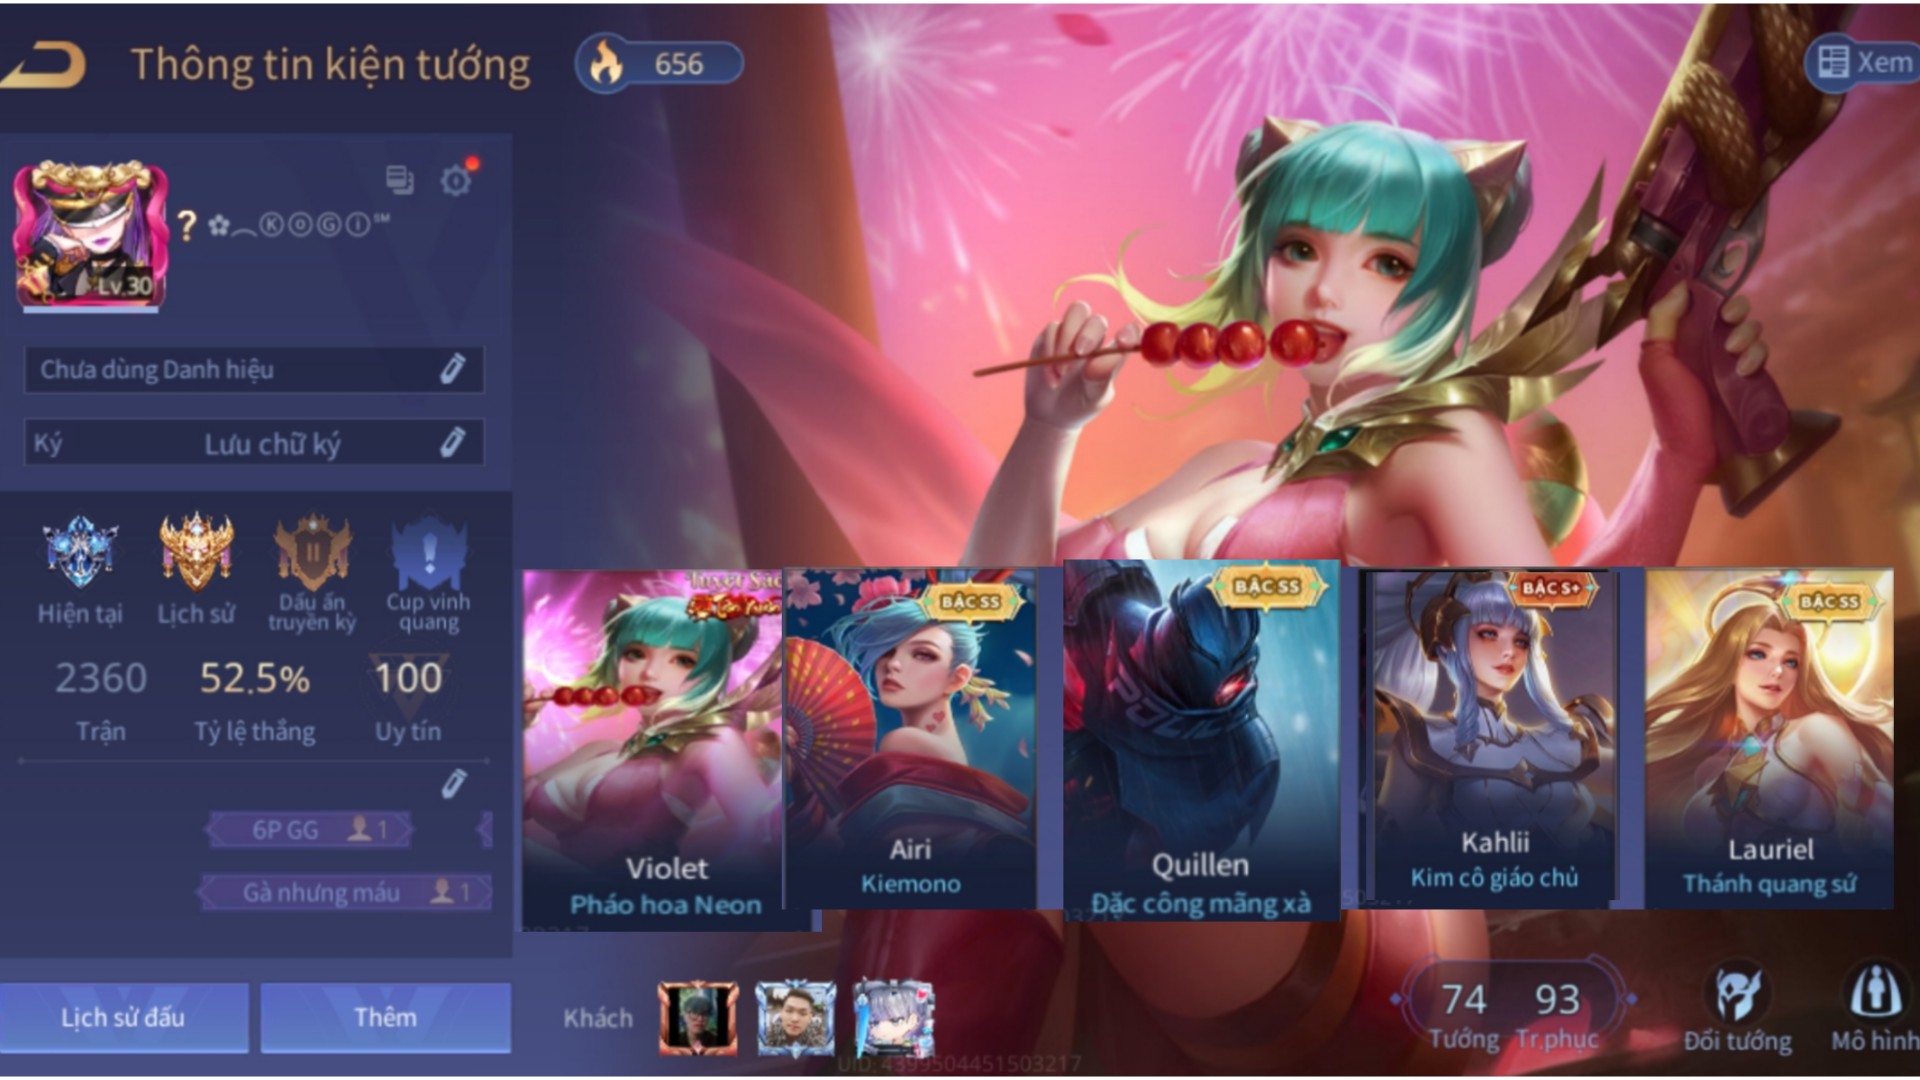 Thông tin kiện tướng
656
Xem
? ✿︵ⓀⓄⒼⒾ℠
Lv.30
Chưa dùng Danh hiệu
Ký Lưu chữ ký
Hiện tại
Lịch sử
Dấu ấn
truyền kỳ
Cup vinh
quang
2360
Trận
52.5%
Tỷ lệ thắng
100
Uy tín
6P GG 1
Gà nhưng máu 1
Lịch sử đấu
Thêm
Violet
Pháo hoa Neon
BẬC SS
Airi
Kiemono
BẬC SS
Quillen
Đặc công mãng xà
BẬC S+
Kahlii
Kim cô giáo chủ
BẬC SS
Lauriel
Thánh quang sứ
Khách
74
Tướng
93
Tr.phục
Đổi tướng
Mô hình
UID: 4399504451503217